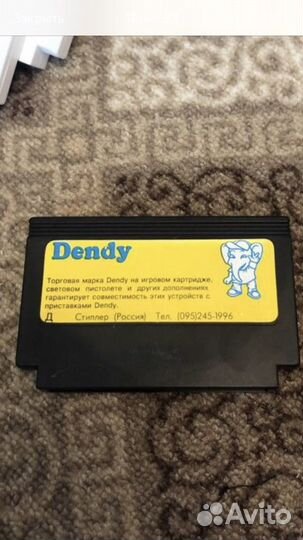 Закрыть
Dendy
Торговая марка Dendy на игровом картридже,
световом пистолете и других дополнениях
гарантирует совместимость этих устройств с
приставками Dendy.
Д Стиплер (Россия) Тел. (095)245-1996
Avito